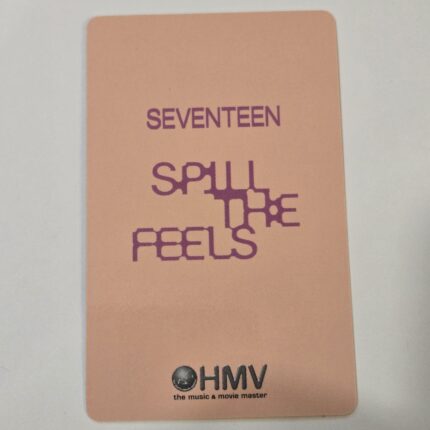 SEVENTEEN
SPILL
THE
FEELS
HMV
the music & movie master